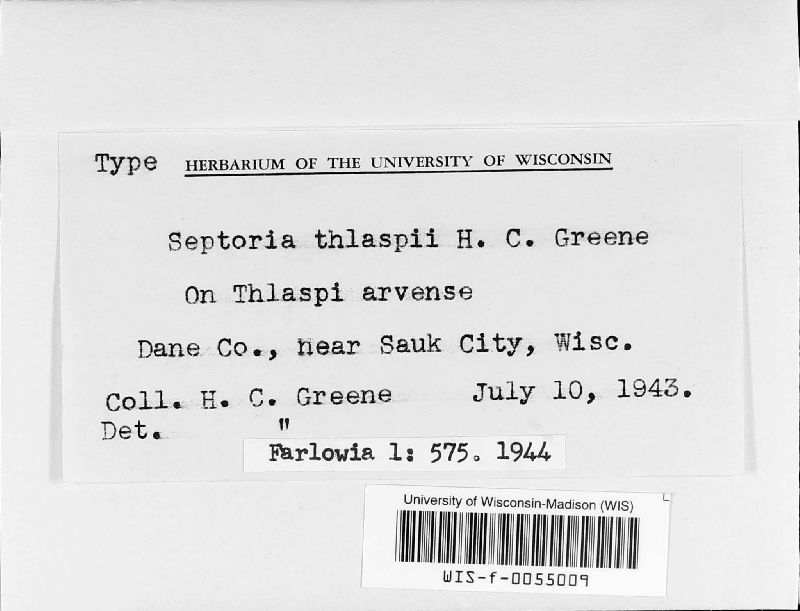 Type HERBARIUM OF THE UNIVERSITY OF WISCONSIN
Septoria thlaspii H. C. Greene
On Thlaspi arvense
Dane Co., near Sauk City, Wisc.
Coll. H. C. Greene July 10, 1943.
Det. "
Farlowia 1: 575. 1944
University of Wisconsin-Madison (WIS)
WIS-f-0055009